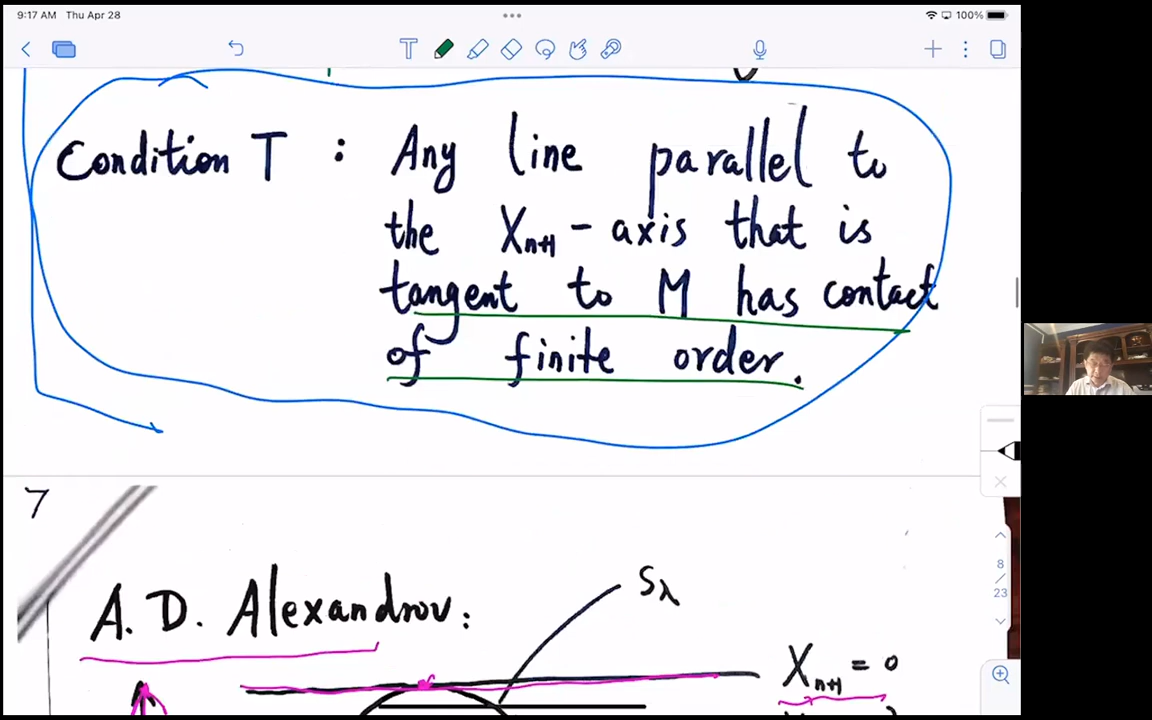 9:17 AM Thu Apr 28
100%
Condition T : Any line parallel to
the Xn+1 - axis that is
tangent to M has contact
of finite order.
7
8
/
23
A. D. Alexandrov :
Sλ
Xn+1 = 0